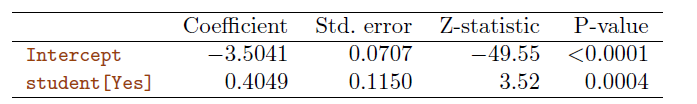 Coefficient Std. error Z-statistic P-value
Intercept −3.5041 0.0707 −49.55 <0.0001
student[Yes] 0.4049 0.1150 3.52 0.0004